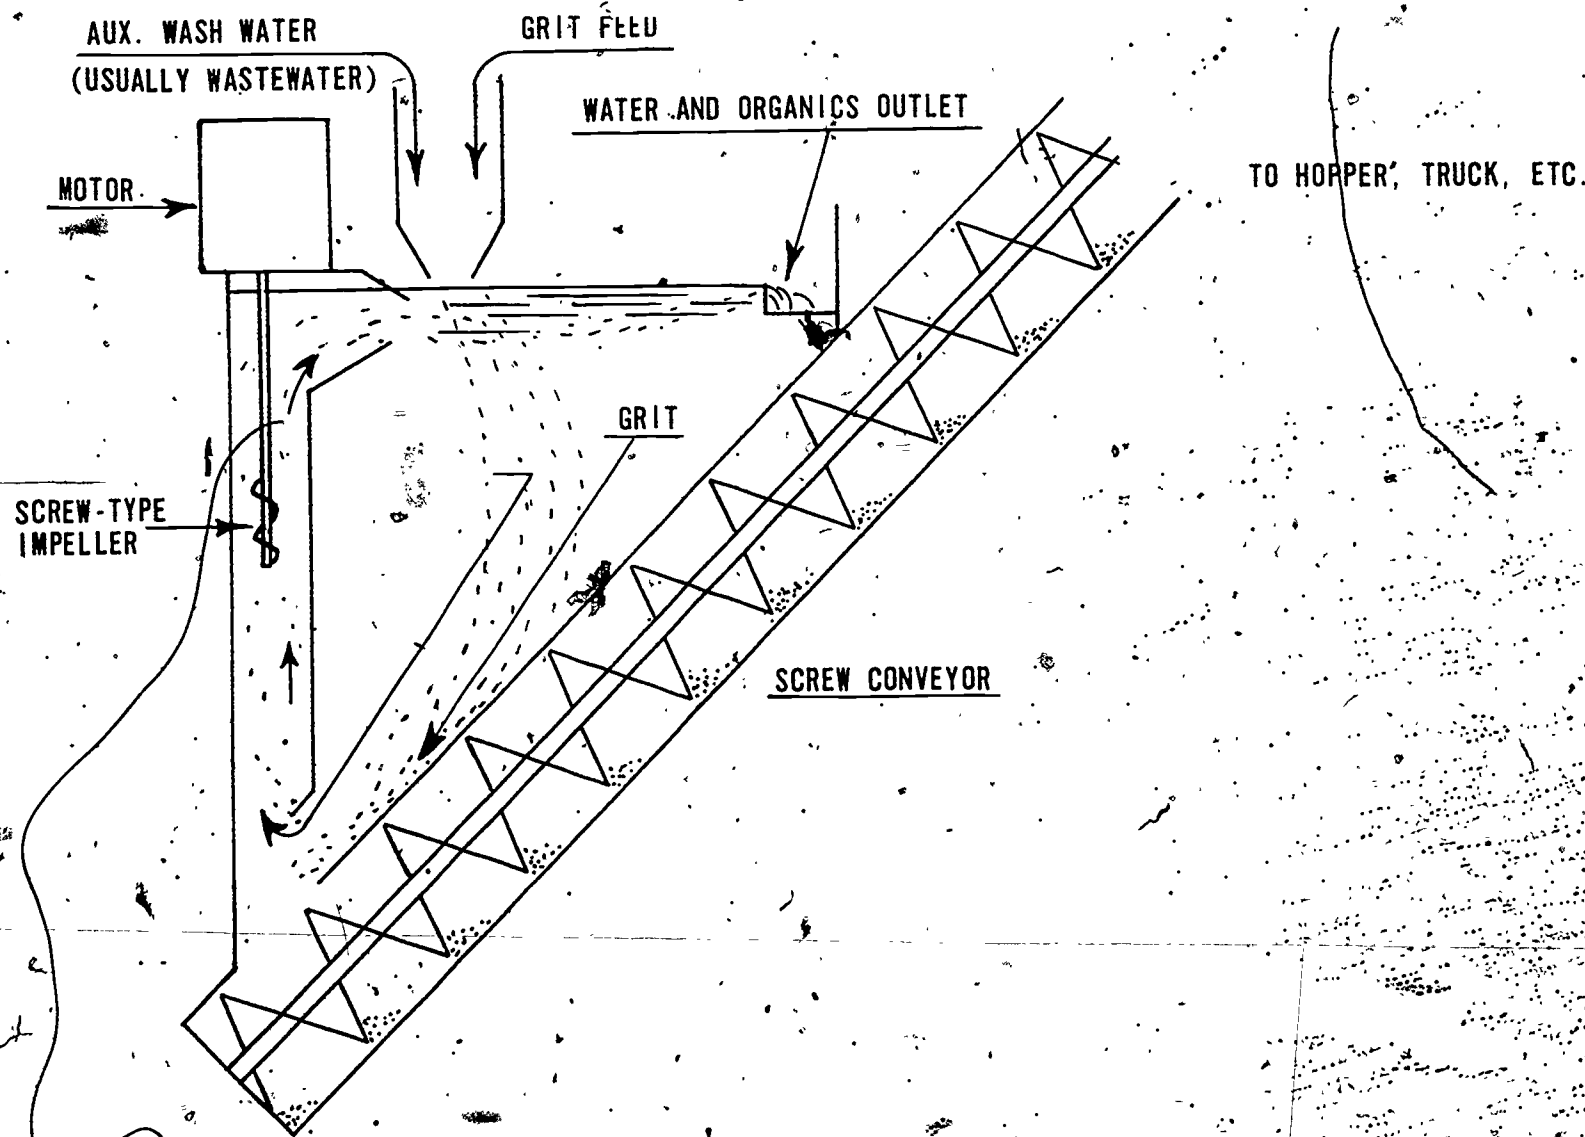 AUX. WASH WATER
(USUALLY WASTEWATER)
GRIT FEED
WATER AND ORGANICS OUTLET
MOTOR
TO HOPPER, TRUCK, ETC.
GRIT
SCREW-TYPE
IMPELLER
SCREW CONVEYOR